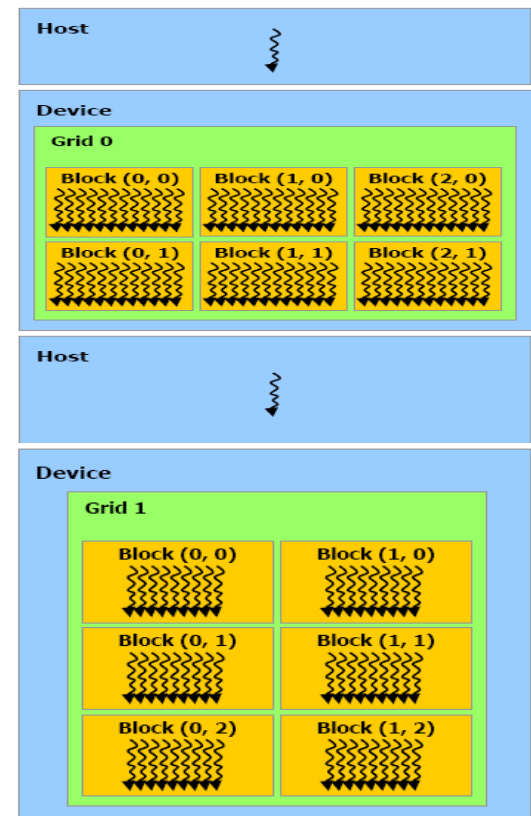 Host
Device
Grid 0
Block (0, 0) Block (1, 0) Block (2, 0)
Block (0, 1) Block (1, 1) Block (2, 1)
Host
Device
Grid 1
Block (0, 0) Block (1, 0)
Block (0, 1) Block (1, 1)
Block (0, 2) Block (1, 2)